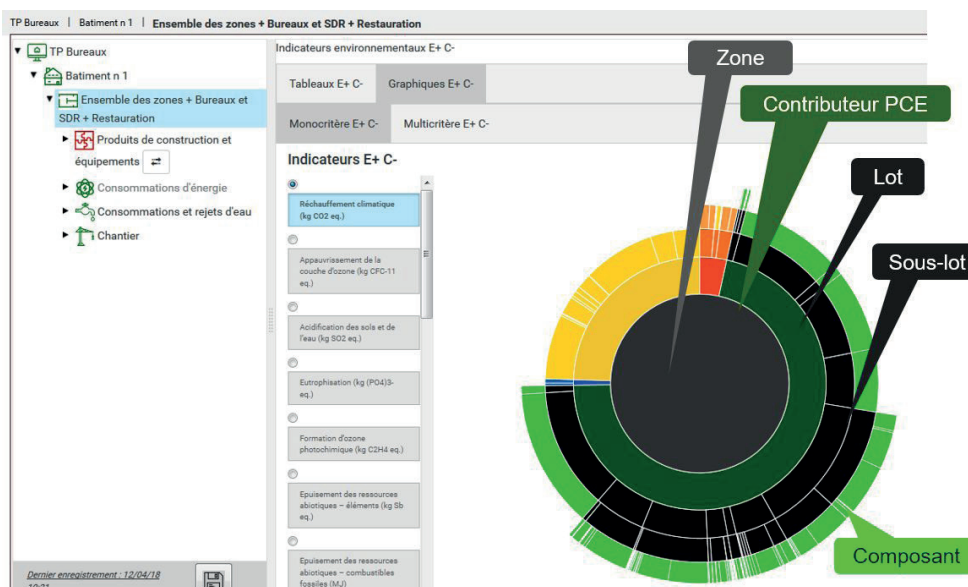 TP Bureaux | Batiment n 1 | Ensemble des zones + Bureaux et SDR + Restauration
TP Bureaux
Batiment n 1
Ensemble des zones + Bureaux et
SDR + Restauration
Produits de construction et
équipements
Consommations d'énergie
Consommations et rejets d'eau
Chantier
Dernier enregistrement : 12/04/18
Indicateurs environnementaux E+ C-
Tableaux E+ C-
Graphiques E+ C-
Monocritère E+ C-
Multicritère E+ C-
Indicateurs E+ C-
Réchauffement climatique
(kg CO2 eq.)
Appauvrissement de la
couche d'ozone (kg CFC-11
eq.)
Acidification des sols et de
l'eau (kg SO2 eq.)
Eutrophisation (kg (PO4)3-
eq.)
Formation d'ozone
photochimique (kg C2H4 eq.)
Epuisement des ressources
abiotiques – éléments (kg Sb
eq.)
Epuisement des ressources
abiotiques – combustibles
fossiles (MJ)
Zone
Contributeur PCE
Lot
Sous-lot
Composant